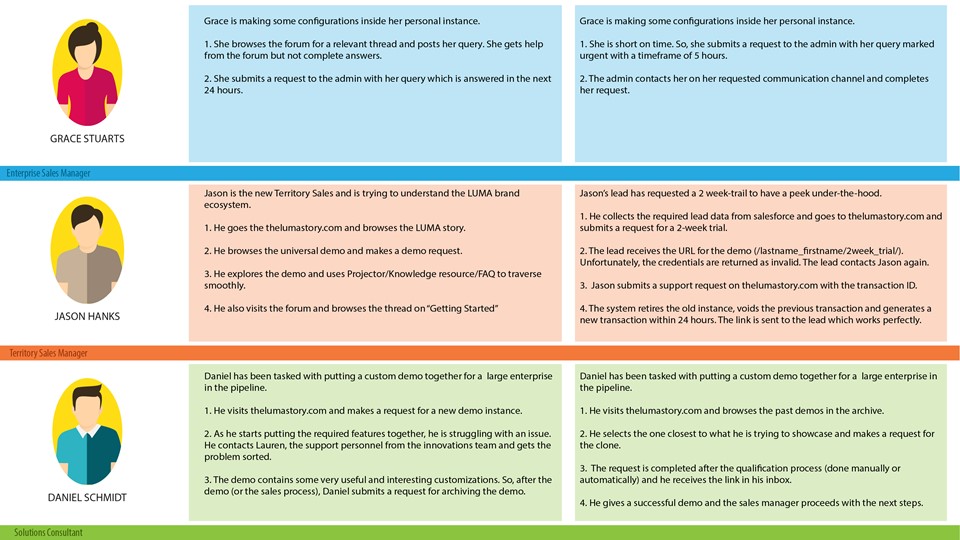 Grace is making some configurations inside her personal instance.
1. She browses the forum for a relevant thread and posts her query. She gets help
from the forum but not complete answers.
2. She submits a request to the admin with her query which is answered in the next
24 hours.
Grace is making some configurations inside her personal instance.
1. She is short on time. So, she submits a request to the admin with her query marked
urgent with a timeframe of 5 hours.
2. The admin contacts her on her requested communication channel and completes
her request.
GRACE STUARTS
Enterprise Sales Manager
Jason is the new Territory Sales and is trying to understand the LUMA brand
ecosystem.
1. He goes the thelumastory.com and browses the LUMA story.
2. He browses the universal demo and makes a demo request.
3. He explores the demo and uses Projector/Knowledge resource/FAQ to traverse
smoothly.
4. He also visits the forum and browses the thread on “Getting Started”
Jason’s lead has requested a 2 week-trail to have a peek under-the-hood.
1. He collects the required lead data from salesforce and goes to thelumastory.com and
submits a request for a 2-week trial.
2. The lead receives the URL for the demo (/lastname_firstname/2week_trial/).
Unfortunately, the credentials are returned as invalid. The lead contacts Jason again.
3. Jason submits a support request on thelumastory.com with the transaction ID.
4. The system retires the old instance, voids the previous transaction and generates a
new transaction within 24 hours. The link is sent to the lead which works perfectly.
JASON HANKS
Territory Sales Manager
Daniel has been tasked with putting a custom demo together for a large enterprise
in the pipeline.
1. He visits thelumastory.com and makes a request for a new demo instance.
2. As he starts putting the required features together, he is struggling with an issue.
He contacts Lauren, the support personnel from the innovations team and gets the
problem sorted.
3. The demo contains some very useful and interesting customizations. So, after the
demo (or the sales process), Daniel submits a request for archiving the demo.
Daniel has been tasked with putting a custom demo together for a large enterprise in
the pipeline.
1. He visits thelumastory.com and browses the past demos in the archive.
2. He selects the one closest to what he is trying to showcase and makes a request for
the clone.
3. The request is completed after the qualification process (done manually or
automatically) and he receives the link in his inbox.
4. He gives a successful demo and the sales manager proceeds with the next steps.
DANIEL SCHMIDT
Solutions Consultant